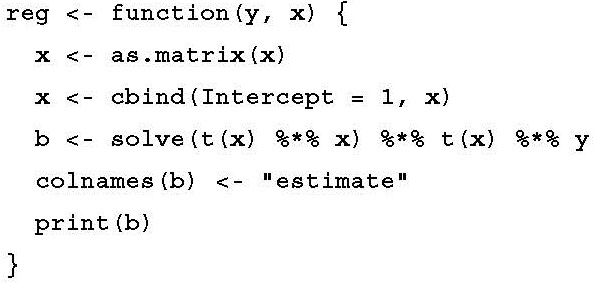 reg <- function(y, x) {
  x <- as.matrix(x)
  x <- cbind(Intercept = 1, x)
  b <- solve(t(x) %*% x) %*% t(x) %*% y
  colnames(b) <- "estimate"
  print(b)
}